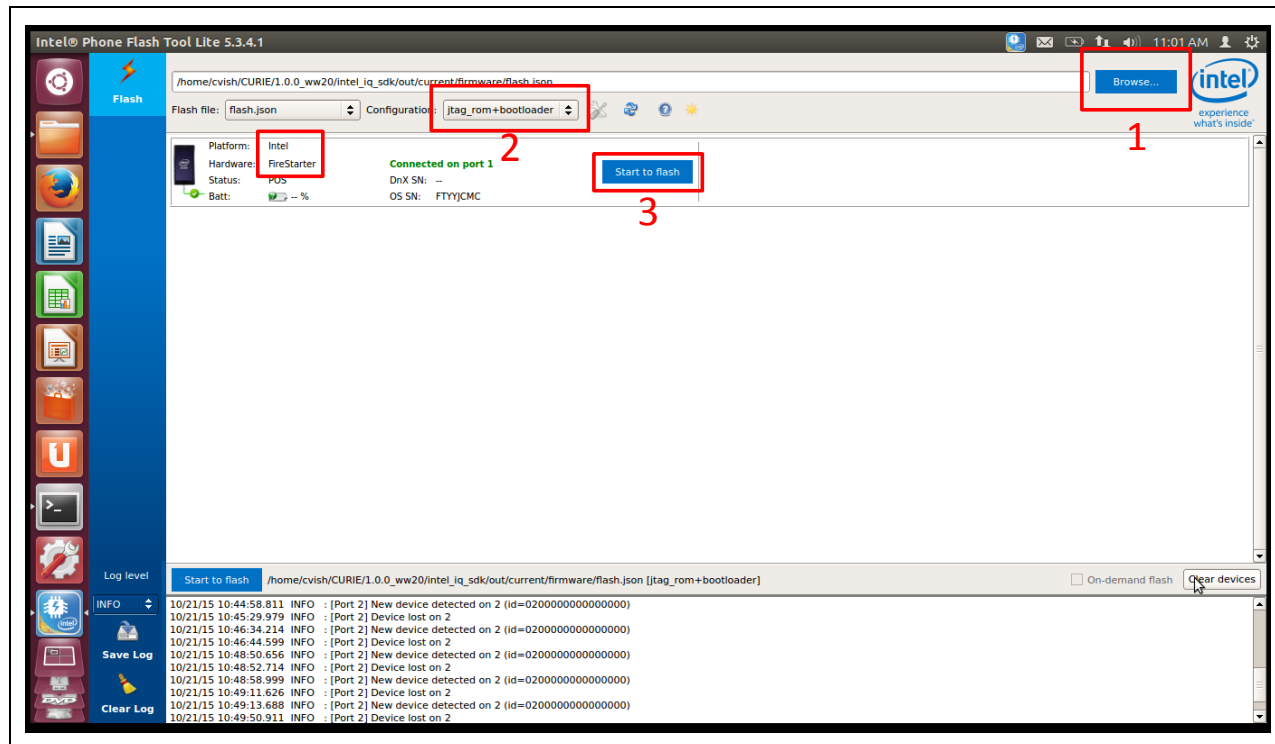 Intel® Phone Flash Tool Lite 5.3.4.1
11:01 AM
Flash
/home/cvish/CURIE/1.0.0_ww20/intel_iq_sdk/out/current/firmware/flash.json
Browse...
intel
experience
what's inside™
Flash file: flash.json Configuration: jtag_rom+bootloader
1
2
Platform: Intel
Hardware: FireStarter Connected on port 1
Status: POS DnX SN: --
Batt: -- % OS SN: FTYYJCMC
Start to flash
3
Log level
Start to flash /home/cvish/CURIE/1.0.0_ww20/intel_iq_sdk/out/current/firmware/flash.json [jtag_rom+bootloader]
On-demand flash Clear devices
INFO
10/21/15 10:44:58.811 INFO : [Port 2] New device detected on 2 (id=0200000000000000)
10/21/15 10:45:29.979 INFO : [Port 2] Device lost on 2
10/21/15 10:46:34.214 INFO : [Port 2] New device detected on 2 (id=0200000000000000)
10/21/15 10:46:44.599 INFO : [Port 2] Device lost on 2
10/21/15 10:48:50.656 INFO : [Port 2] New device detected on 2 (id=0200000000000000)
10/21/15 10:48:52.714 INFO : [Port 2] Device lost on 2
10/21/15 10:48:58.999 INFO : [Port 2] New device detected on 2 (id=0200000000000000)
10/21/15 10:49:11.626 INFO : [Port 2] Device lost on 2
10/21/15 10:49:13.688 INFO : [Port 2] New device detected on 2 (id=0200000000000000)
10/21/15 10:49:50.911 INFO : [Port 2] Device lost on 2
Save Log
Clear Log